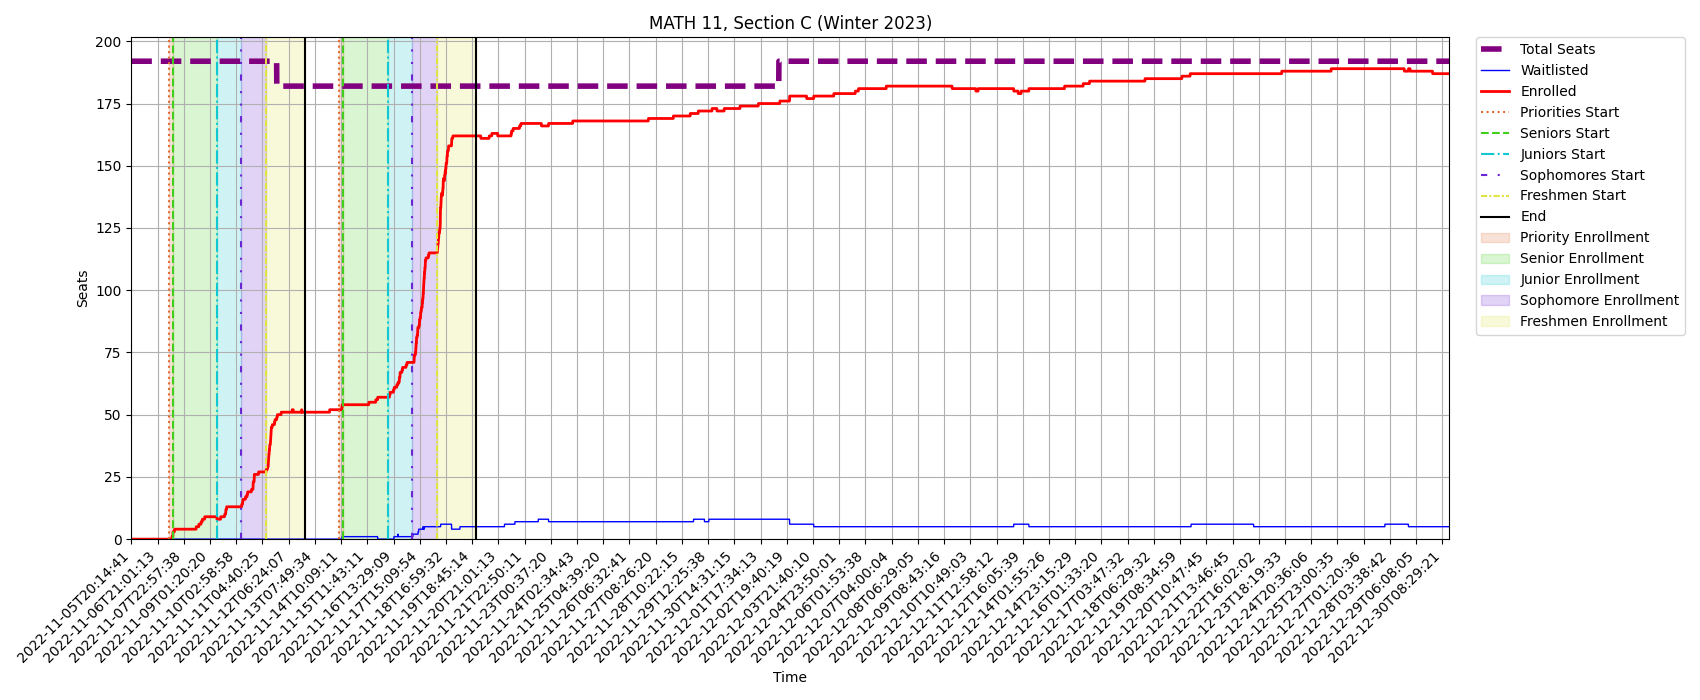 MATH 11, Section C (Winter 2023)
200
175
150
125
100
75
50
25
0
Seats
2022-11-05T20:14:41
2022-11-06T21:01:13
2022-11-07T22:57:38
2022-11-09T01:20:20
2022-11-10T02:58:58
2022-11-11T04:40:25
2022-11-12T06:24:07
2022-11-13T07:49:34
2022-11-14T10:09:11
2022-11-15T11:43:11
2022-11-16T13:29:09
2022-11-17T15:09:54
2022-11-18T16:59:32
2022-11-19T18:45:14
2022-11-20T21:01:13
2022-11-21T22:50:11
2022-11-23T00:37:20
2022-11-24T02:34:43
2022-11-25T04:39:20
2022-11-26T06:32:41
2022-11-27T08:26:20
2022-11-28T10:22:15
2022-11-29T12:25:38
2022-11-30T14:31:15
2022-12-01T17:34:13
2022-12-02T19:40:19
2022-12-03T21:40:10
2022-12-04T23:50:01
2022-12-06T01:53:38
2022-12-07T04:00:04
2022-12-08T06:29:05
2022-12-09T08:43:16
2022-12-10T10:49:03
2022-12-11T12:58:12
2022-12-12T16:05:39
2022-12-14T01:55:26
2022-12-14T23:15:29
2022-12-16T01:33:20
2022-12-17T03:47:32
2022-12-18T06:29:32
2022-12-19T08:34:59
2022-12-20T10:47:45
2022-12-21T13:46:45
2022-12-22T16:02:02
2022-12-23T18:19:33
2022-12-24T20:36:06
2022-12-25T23:00:35
2022-12-27T01:20:36
2022-12-28T03:38:42
2022-12-29T06:08:05
2022-12-30T08:29:21
Time
Total Seats
Waitlisted
Enrolled
Priorities Start
Seniors Start
Juniors Start
Sophomores Start
Freshmen Start
End
Priority Enrollment
Senior Enrollment
Junior Enrollment
Sophomore Enrollment
Freshmen Enrollment